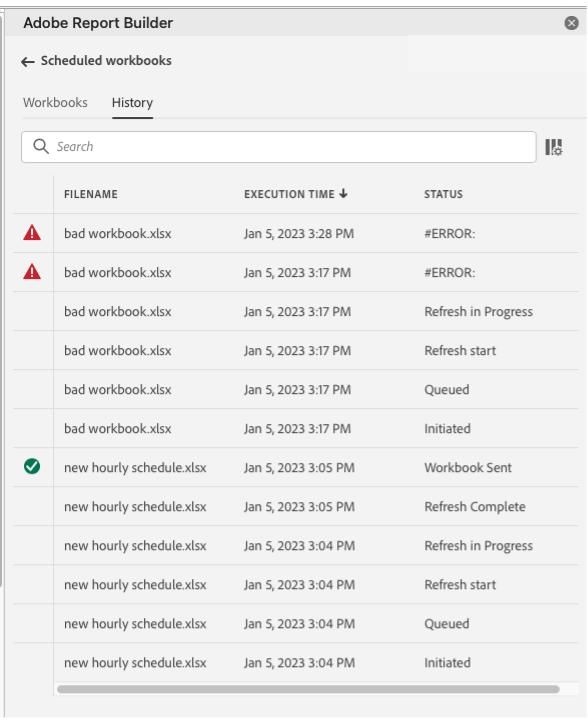 Adobe Report Builder
Scheduled workbooks
Workbooks History
Search
FILENAME EXECUTION TIME STATUS
bad workbook.xlsx Jan 5, 2023 3:28 PM #ERROR:
bad workbook.xlsx Jan 5, 2023 3:17 PM #ERROR:
bad workbook.xlsx Jan 5, 2023 3:17 PM Refresh in Progress
bad workbook.xlsx Jan 5, 2023 3:17 PM Refresh start
bad workbook.xlsx Jan 5, 2023 3:17 PM Queued
bad workbook.xlsx Jan 5, 2023 3:17 PM Initiated
new hourly schedule.xlsx Jan 5, 2023 3:05 PM Workbook Sent
new hourly schedule.xlsx Jan 5, 2023 3:05 PM Refresh Complete
new hourly schedule.xlsx Jan 5, 2023 3:04 PM Refresh in Progress
new hourly schedule.xlsx Jan 5, 2023 3:04 PM Refresh start
new hourly schedule.xlsx Jan 5, 2023 3:04 PM Queued
new hourly schedule.xlsx Jan 5, 2023 3:04 PM Initiated